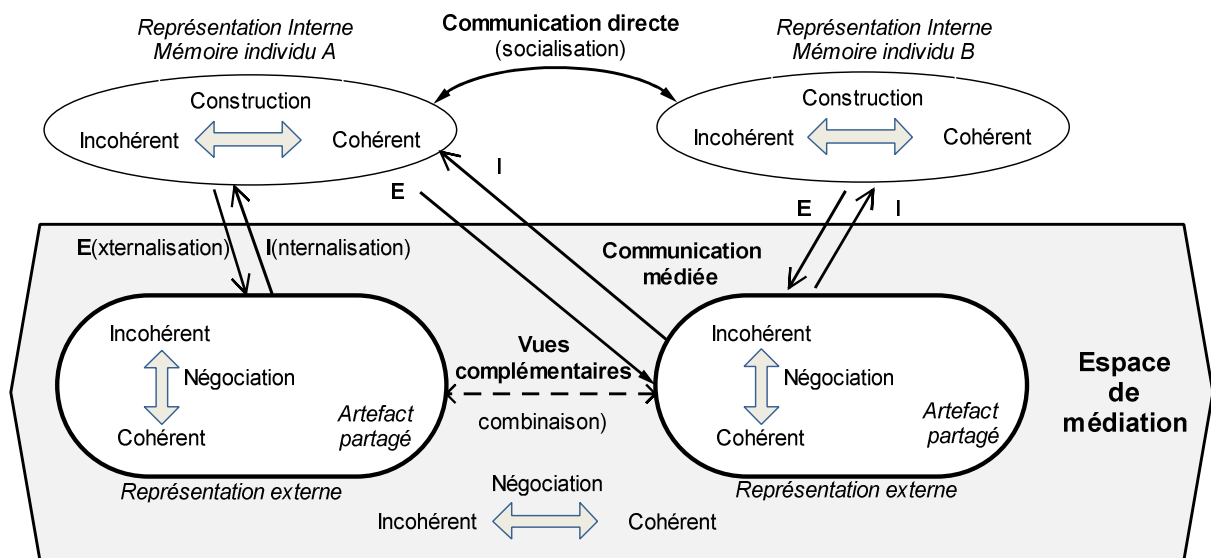 Représentation Interne
Mémoire individu A
Communication directe
(socialisation)
Représentation Interne
Mémoire individu B
Construction
Incohérent
Cohérent
Construction
Incohérent
Cohérent
E
I
E
I
E(xternalisation)
I(nternalisation)
Communication
médiée
Incohérent
Négociation
Cohérent
Artefact
partagé
Représentation externe
Vues
complémentaires
combinaison)
Incohérent
Négociation
Cohérent
Artefact
partagé
Représentation externe
Espace
de
médiation
Négociation
Incohérent
Cohérent